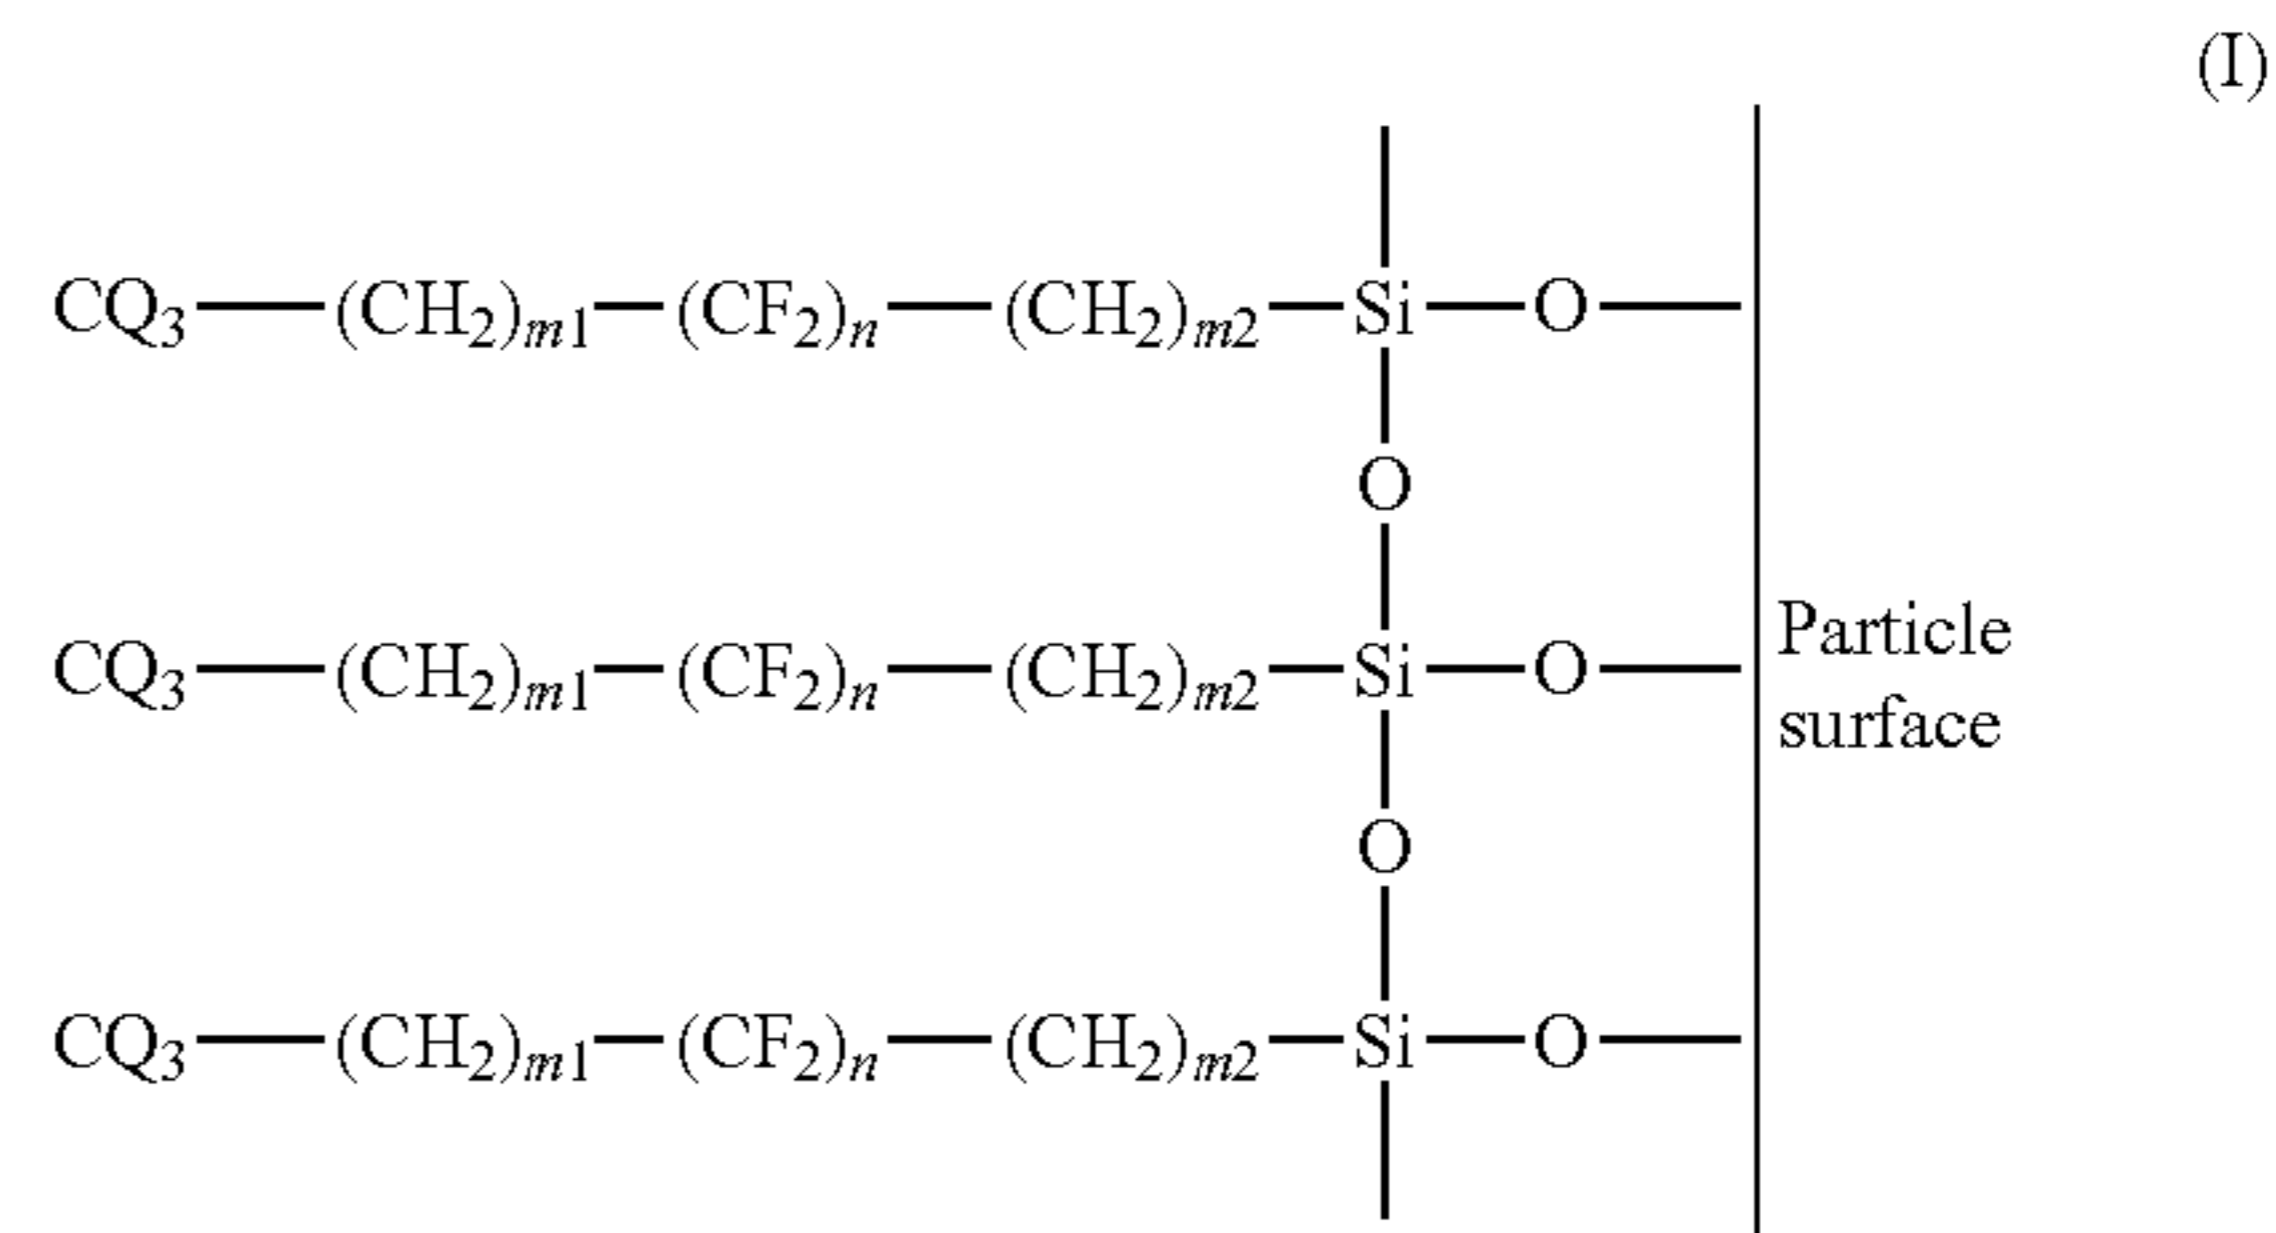 (I)
CQ₃—(CH₂)ₘ₁—(CF₂)ₙ—(CH₂)ₘ₂—Si—O—
O
CQ₃—(CH₂)ₘ₁—(CF₂)ₙ—(CH₂)ₘ₂—Si—O—
Particle
surface
O
CQ₃—(CH₂)ₘ₁—(CF₂)ₙ—(CH₂)ₘ₂—Si—O—